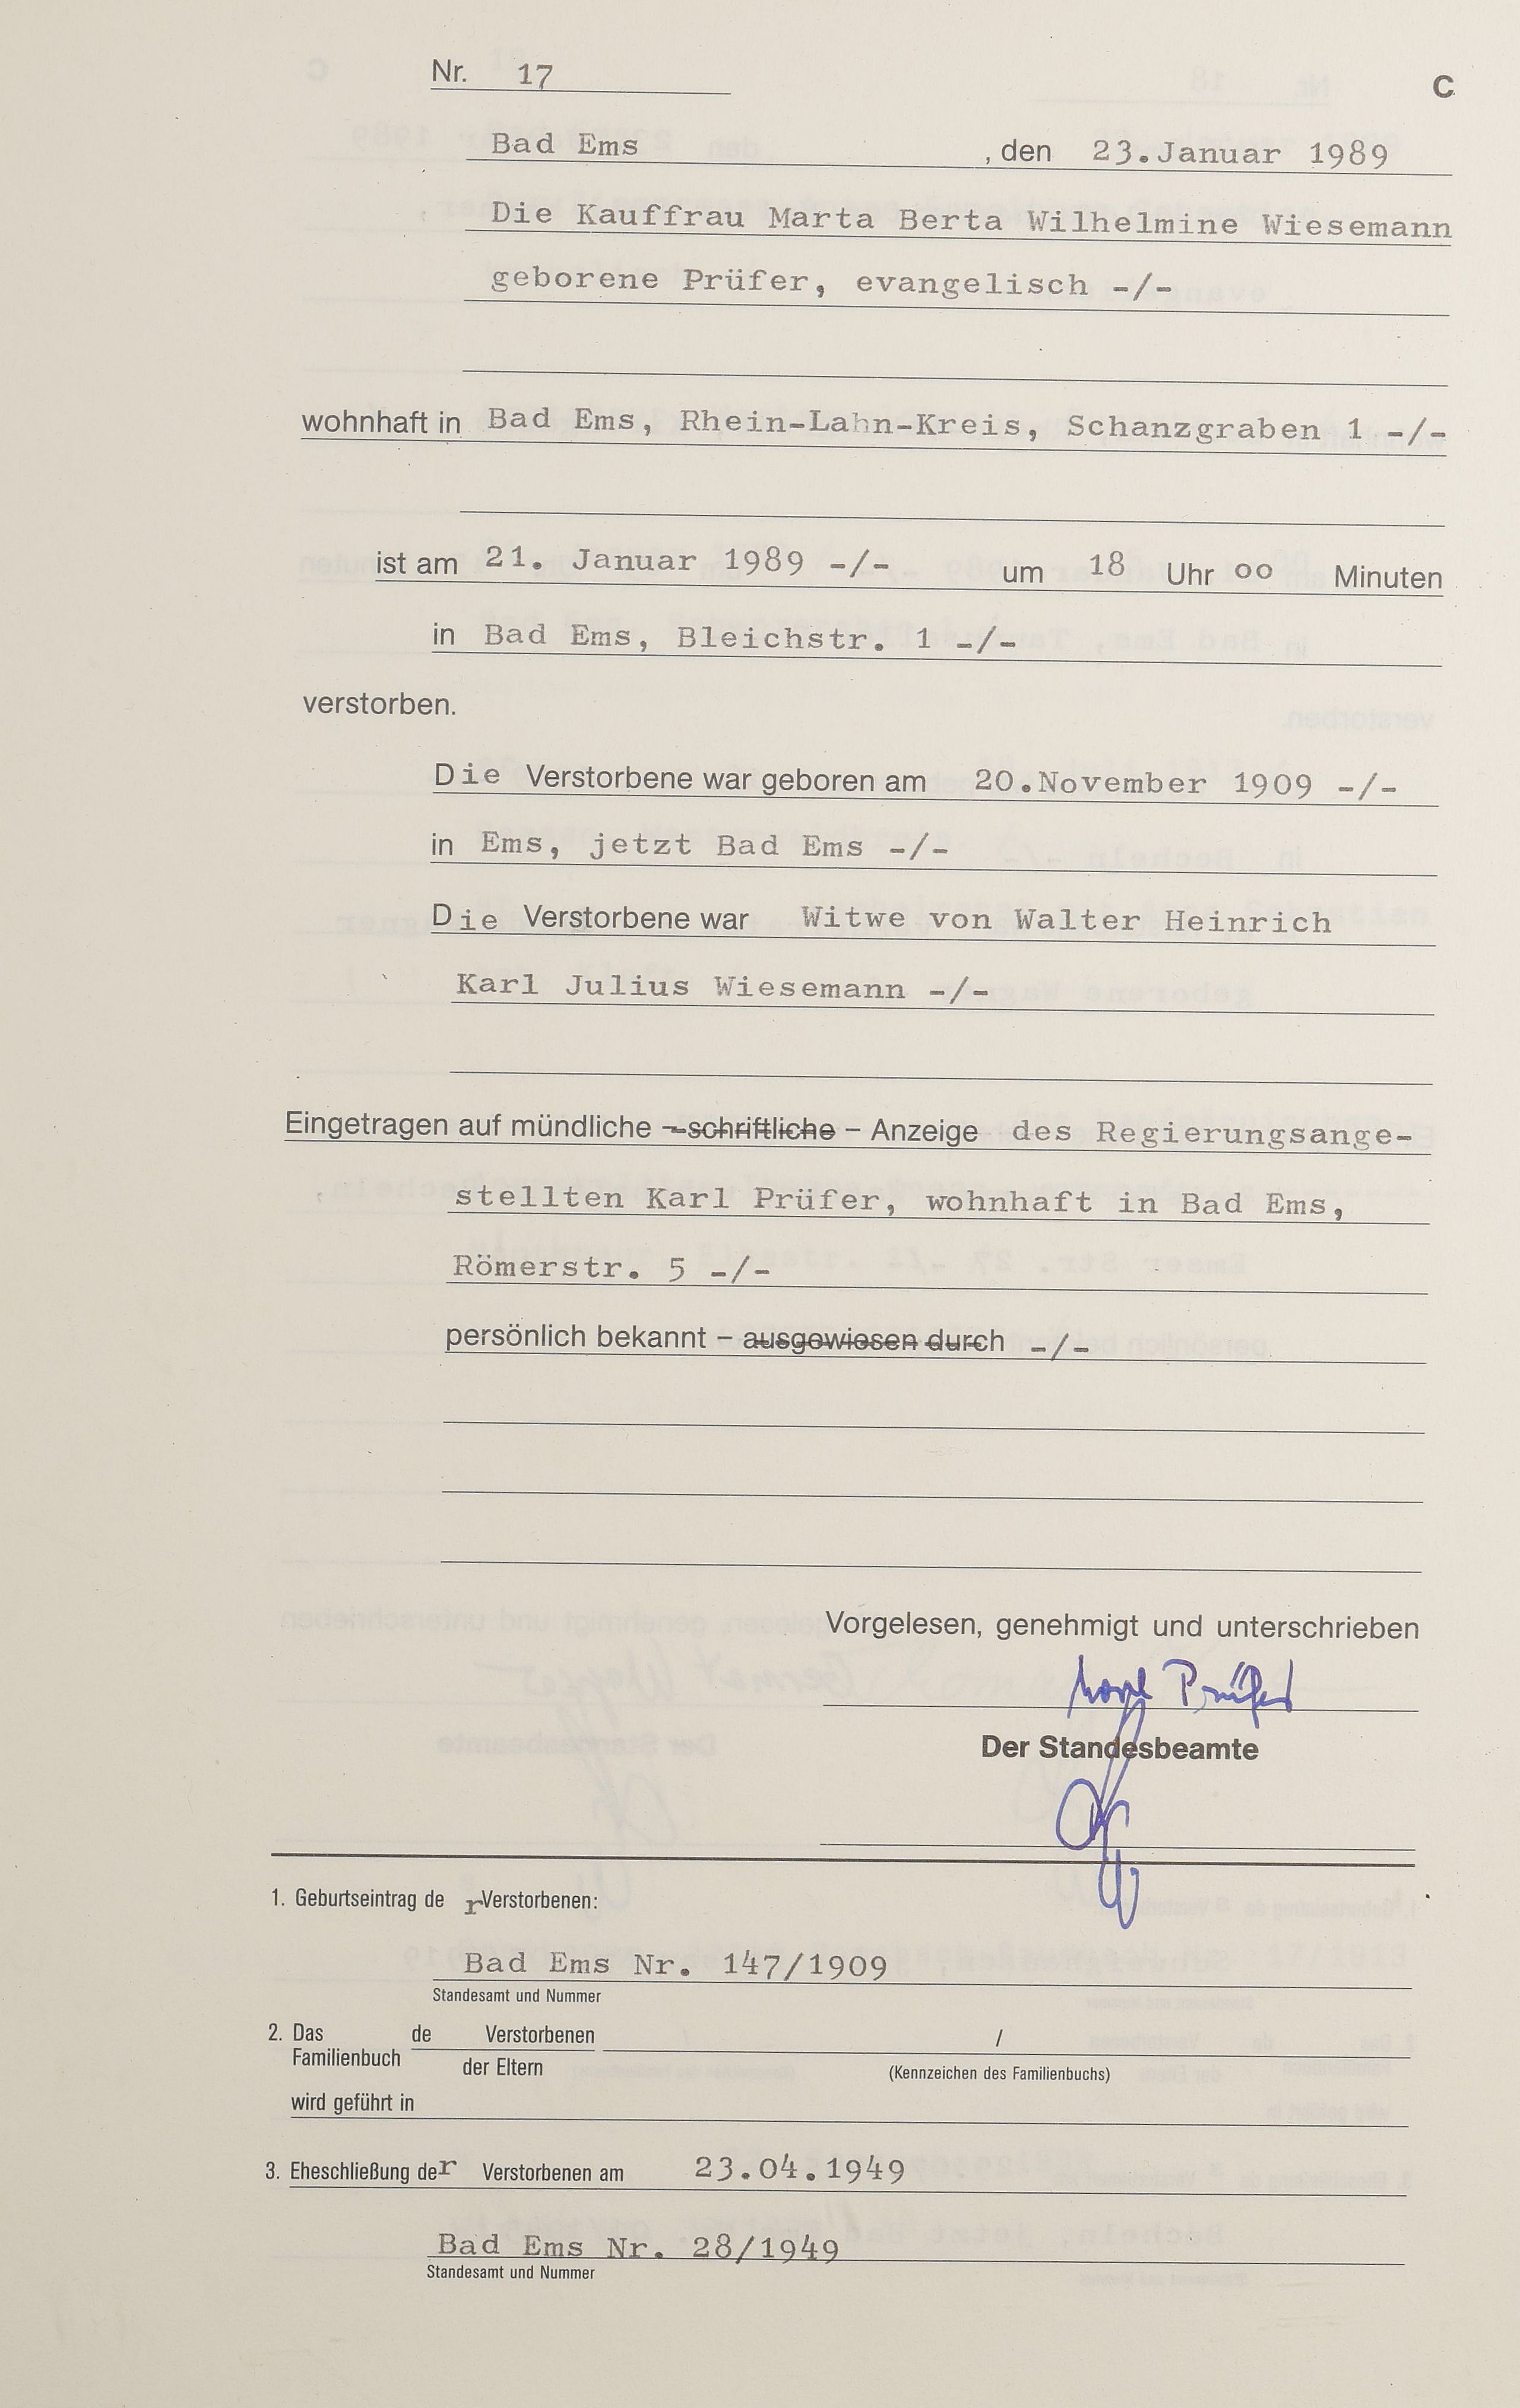 Nr. 17
C
Bad Ems , den 23.Januar 1989
Die Kauffrau Marta Berta Wilhelmine Wiesemann
geborene Prüfer, evangelisch -/-
wohnhaft in Bad Ems, Rhein-Lahn-Kreis, Schanzgraben 1 -/-
ist am 21. Januar 1989 -/- um 18 Uhr oo Minuten
in Bad Ems, Bleichstr. 1 -/-
verstorben.
Die Verstorbene war geboren am 20.November 1909 -/-
in Ems, jetzt Bad Ems -/-
Die Verstorbene war Witwe von Walter Heinrich
Karl Julius Wiesemann -/-
Eingetragen auf mündliche – schriftliche – Anzeige des Regierungsange-
stellten Karl Prüfer, wohnhaft in Bad Ems,
Römerstr. 5 -/-
persönlich bekannt – ausgewiesen durch -/-
Vorgelesen, genehmigt und unterschrieben
Karl Prüfer
Der Standesbeamte
1. Geburtseintrag de r Verstorbenen:
Bad Ems Nr. 147/1909
Standesamt und Nummer
2. Das de Verstorbenen /
Familienbuch der Eltern (Kennzeichen des Familienbuchs)
wird geführt in
3. Eheschließung der Verstorbenen am 23.04.1949
Bad Ems Nr. 28/1949
Standesamt und Nummer